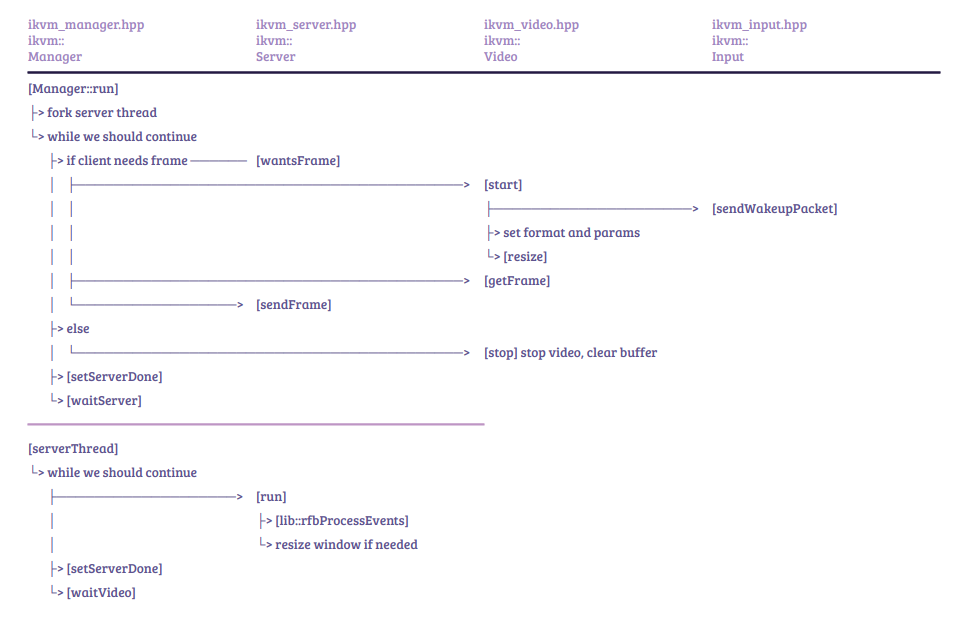 ikvm_manager.hpp ikvm_server.hpp ikvm_video.hpp ikvm_input.hpp
ikvm:: ikvm:: ikvm:: ikvm::
Manager Server Video Input
[Manager::run]
├> fork server thread
└> while we should continue
├> if client needs frame ─────── [wantsFrame]
│ ├──────────────────────────> [start]
│ │ ├──────────────────────────> [sendWakeupPacket]
│ │ ├> set format and params
│ │ └> [resize]
│ ├──────────────────────────> [getFrame]
│ └──────────────────> [sendFrame]
├> else
│ └──────────────────────────> [stop] stop video, clear buffer
├> [setServerDone]
└> [waitServer]
[serverThread]
└> while we should continue
├──────────────────> [run]
│ ├> [lib::rfbProcessEvents]
│ └> resize window if needed
├> [setServerDone]
└> [waitVideo]